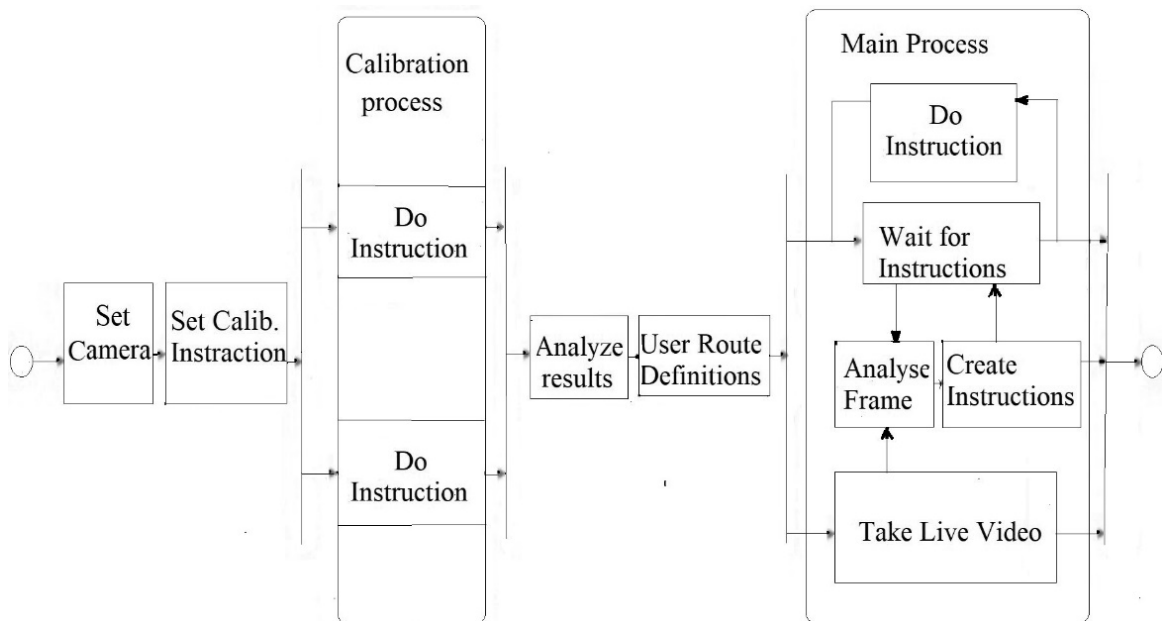 Set
Camera
Set Calib.
Instraction
Calibration
process
Do
Instruction
Do
Instruction
Analyze
results
User Route
Definitions
Main Process
Do
Instruction
Wait for
Instructions
Analyse
Frame
Create
Instructions
Take Live Video